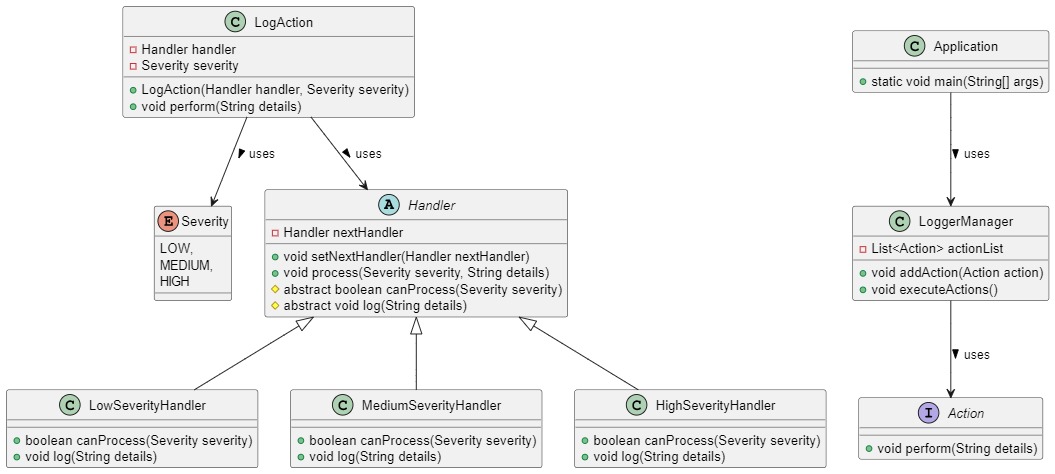 C LogAction
Handler handler
Severity severity
LogAction(Handler handler, Severity severity)
void perform(String details)
C Application
static void main(String[] args)
uses
uses
uses
E Severity
LOW,
MEDIUM,
HIGH
A Handler
Handler nextHandler
void setNextHandler(Handler nextHandler)
void process(Severity severity, String details)
abstract boolean canProcess(Severity severity)
abstract void log(String details)
C LoggerManager
List<Action> actionList
void addAction(Action action)
void executeActions()
uses
C LowSeverityHandler
boolean canProcess(Severity severity)
void log(String details)
C MediumSeverityHandler
boolean canProcess(Severity severity)
void log(String details)
C HighSeverityHandler
boolean canProcess(Severity severity)
void log(String details)
I Action
void perform(String details)